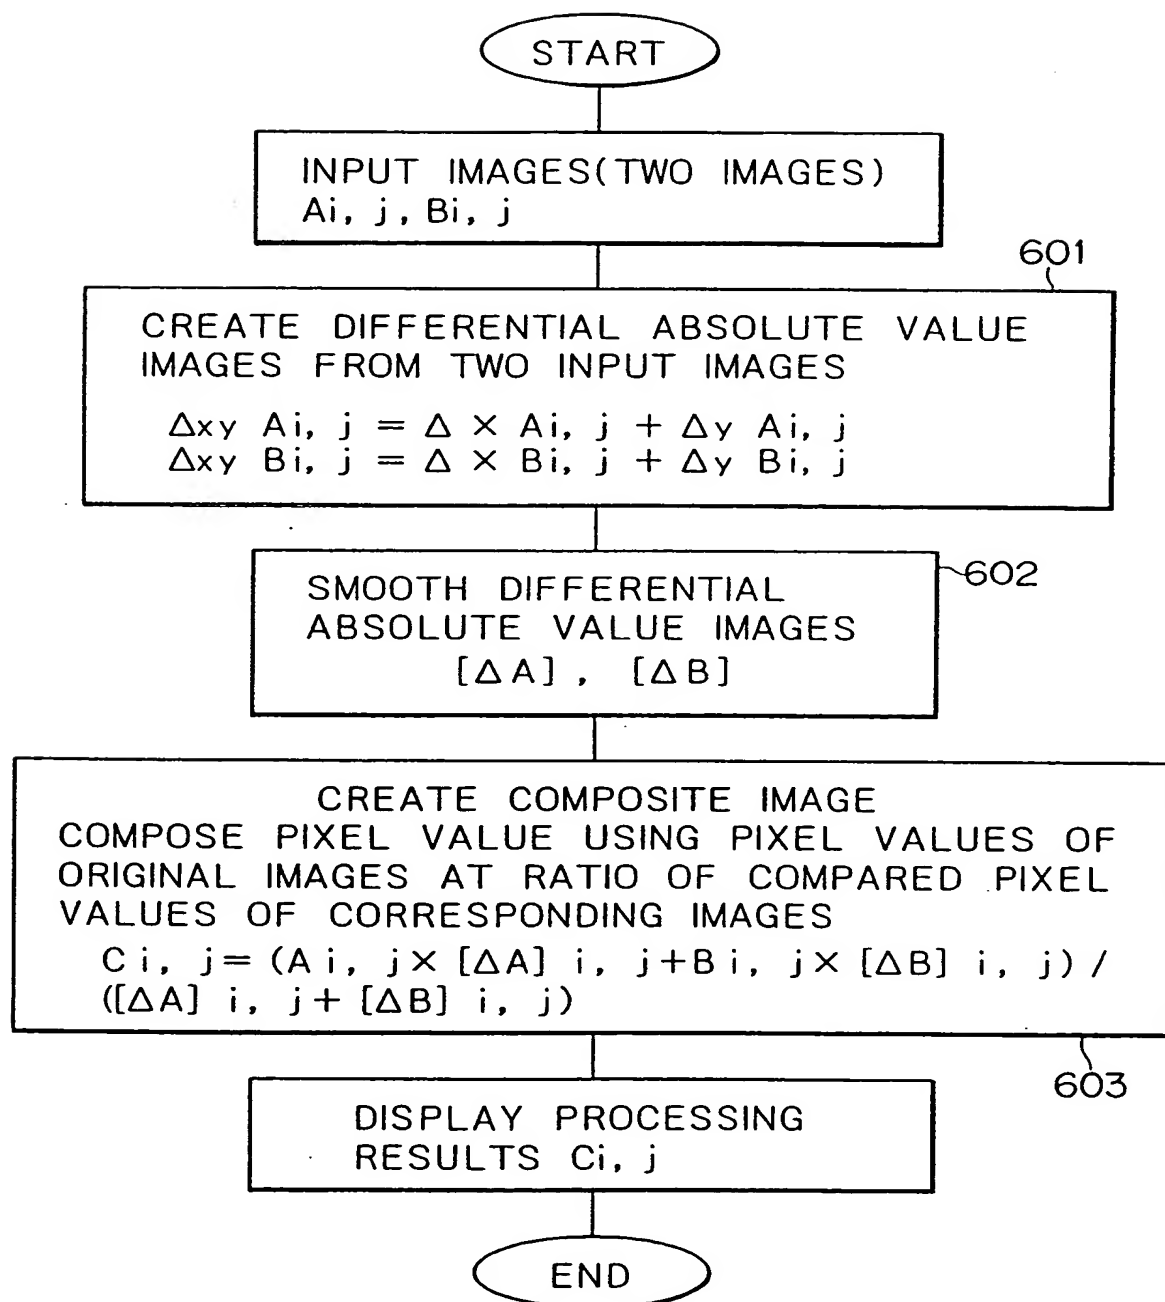 START
INPUT IMAGES(TWO IMAGES)
Ai, j, Bi, j
601
CREATE DIFFERENTIAL ABSOLUTE VALUE
IMAGES FROM TWO INPUT IMAGES
Δxy Ai, j = Δ × Ai, j + Δy Ai, j
Δxy Bi, j = Δ × Bi, j + Δy Bi, j
602
SMOOTH DIFFERENTIAL
ABSOLUTE VALUE IMAGES
[ΔA] , [ΔB]
CREATE COMPOSITE IMAGE
COMPOSE PIXEL VALUE USING PIXEL VALUES OF
ORIGINAL IMAGES AT RATIO OF COMPARED PIXEL
VALUES OF CORRESPONDING IMAGES
Ci, j= (Ai, j× [ΔA] i, j+Bi, j× [ΔB] i, j) /
([ΔA] i, j+ [ΔB] i, j)
603
DISPLAY PROCESSING
RESULTS Ci, j
END